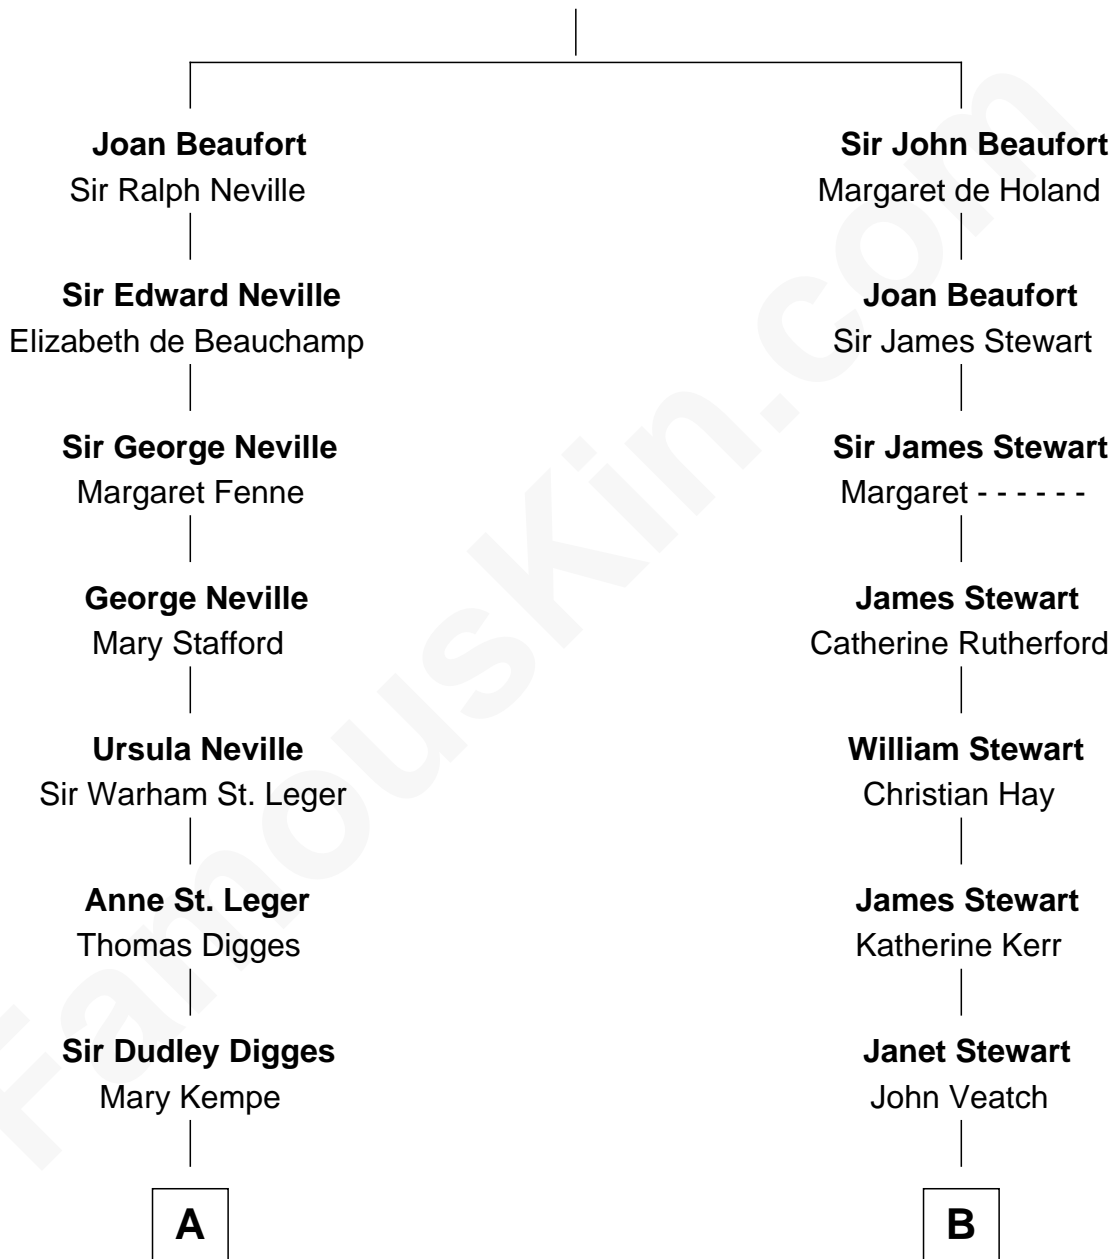 Joan Beaufort
Sir Ralph Neville
Sir Edward Neville
Elizabeth de Beauchamp
Sir George Neville
Margaret Fenne
George Neville
Mary Stafford
Ursula Neville
Sir Warham St. Leger
Anne St. Leger
Thomas Digges
Sir Dudley Digges
Mary Kempe
A
Sir John Beaufort
Margaret de Holand
Joan Beaufort
Sir James Stewart
Sir James Stewart
Margaret - - - - - -
James Stewart
Catherine Rutherford
William Stewart
Christian Hay
James Stewart
Katherine Kerr
Janet Stewart
John Veatch
B
FamousKin.com